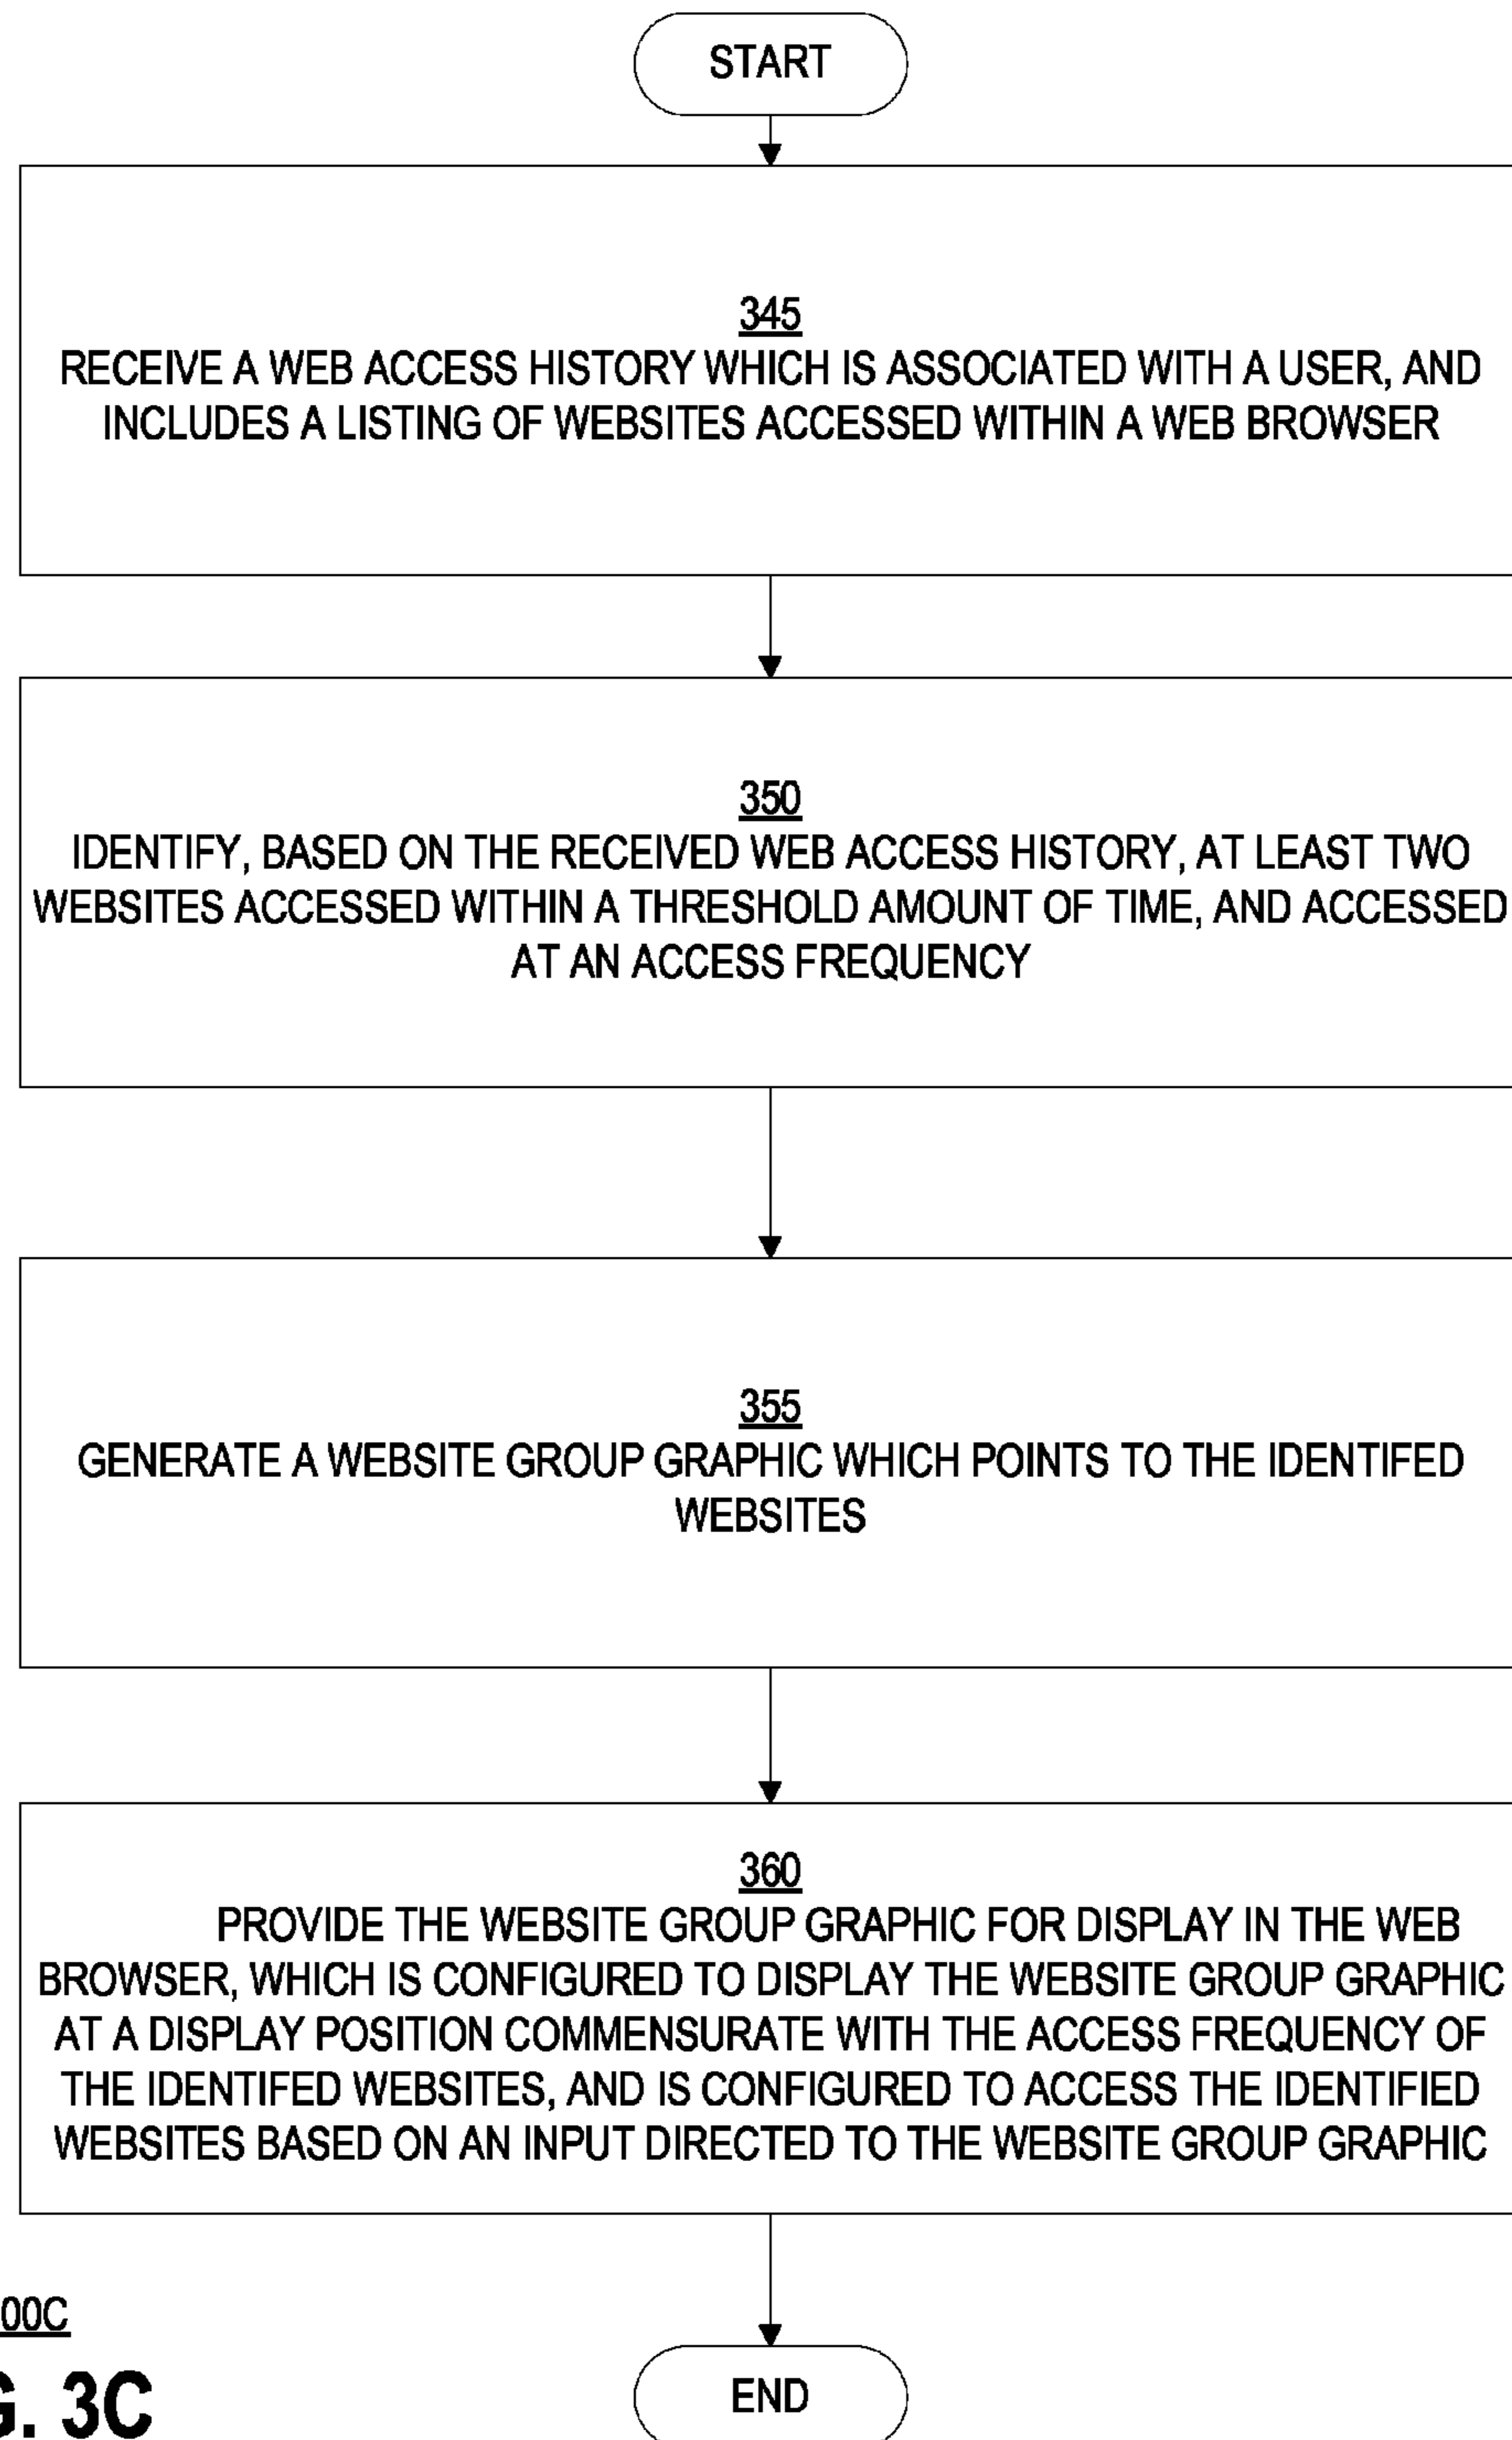 START
345
RECEIVE A WEB ACCESS HISTORY WHICH IS ASSOCIATED WITH A USER, AND
INCLUDES A LISTING OF WEBSITES ACCESSED WITHIN A WEB BROWSER
350
IDENTIFY, BASED ON THE RECEIVED WEB ACCESS HISTORY, AT LEAST TWO
WEBSITES ACCESSED WITHIN A THRESHOLD AMOUNT OF TIME, AND ACCESSED
AT AN ACCESS FREQUENCY
355
GENERATE A WEBSITE GROUP GRAPHIC WHICH POINTS TO THE IDENTIFED
WEBSITES
360
PROVIDE THE WEBSITE GROUP GRAPHIC FOR DISPLAY IN THE WEB
BROWSER, WHICH IS CONFIGURED TO DISPLAY THE WEBSITE GROUP GRAPHIC
AT A DISPLAY POSITION COMMENSURATE WITH THE ACCESS FREQUENCY OF
THE IDENTIFED WEBSITES, AND IS CONFIGURED TO ACCESS THE IDENTIFIED
WEBSITES BASED ON AN INPUT DIRECTED TO THE WEBSITE GROUP GRAPHIC
00C
G. 3C
END